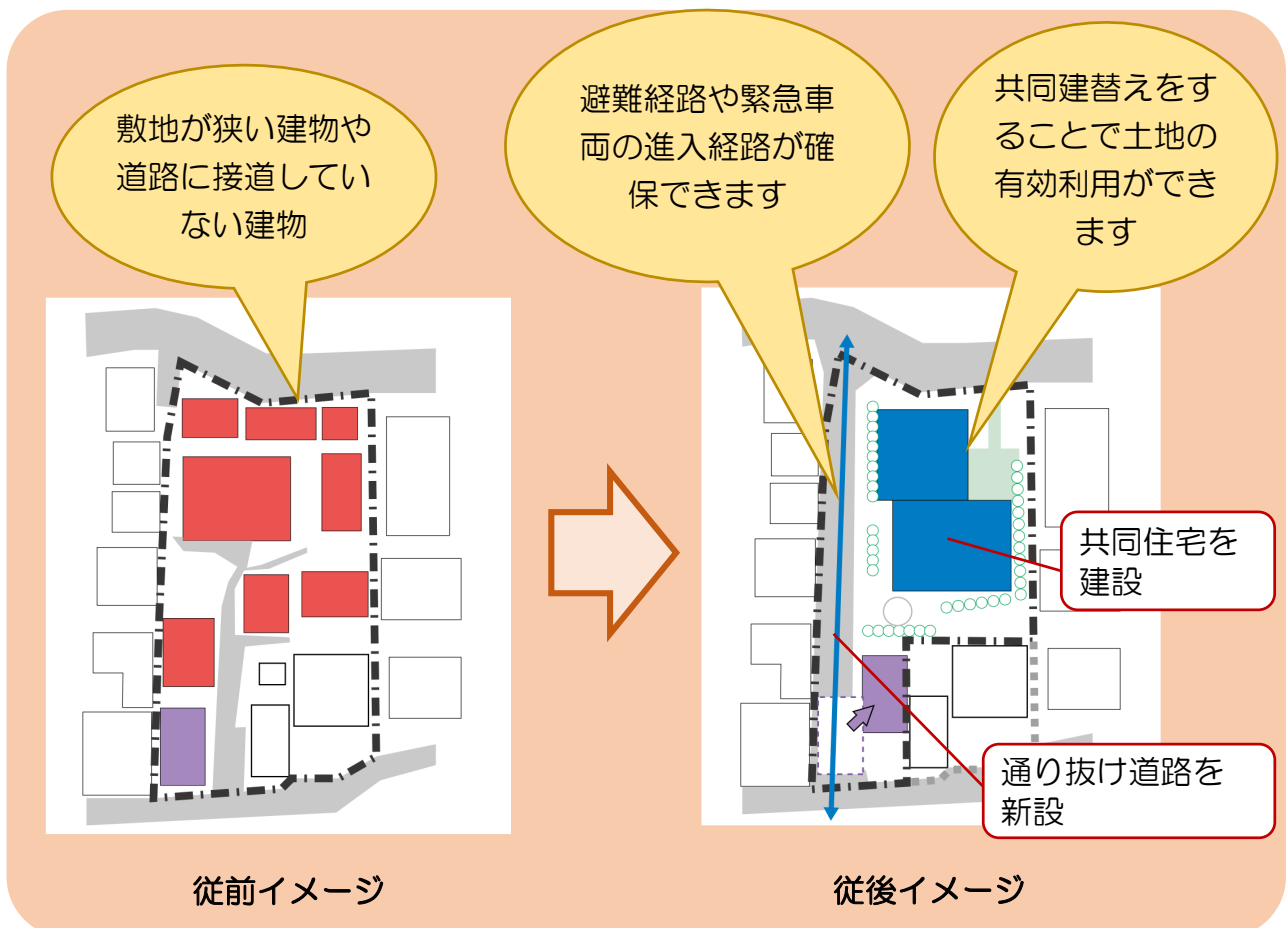 敷地が狭い建物や
道路に接道してい
ない建物
避難経路や緊急車
両の進入経路が確
保できます
共同建替えをす
ることで土地の
有効利用ができ
ます
共同住宅を
建設
通り抜け道路を
新設
従前イメージ
従後イメージ